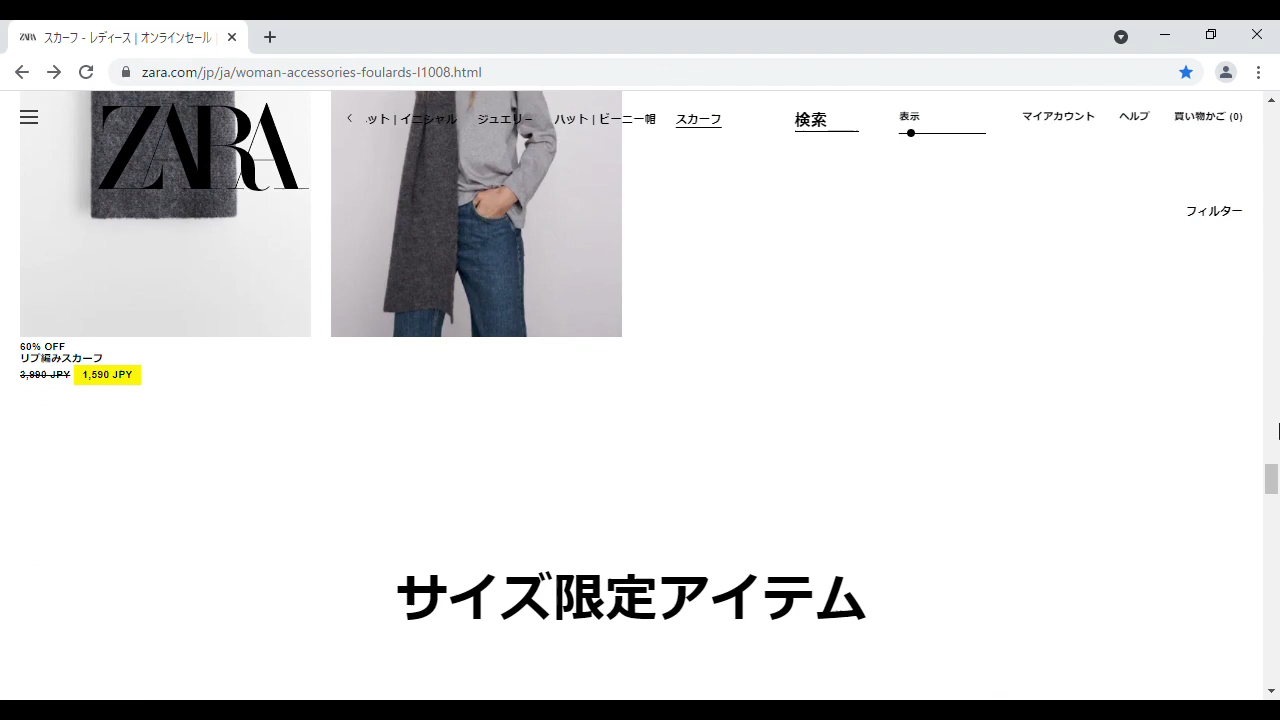 ZARA スカーフ - レディース | オンラインセール
zara.com/jp/ja/woman-accessories-foulards-l1008.html
ZARA
ット | イニシャル ジュエリー ハット | ビーニー帽 スカーフ 検索 表示 マイアカウント ヘルプ 買い物かご (0)
フィルター
60% OFF
リブ編みスカーフ
3,990 JPY 1,590 JPY
サイズ限定アイテム